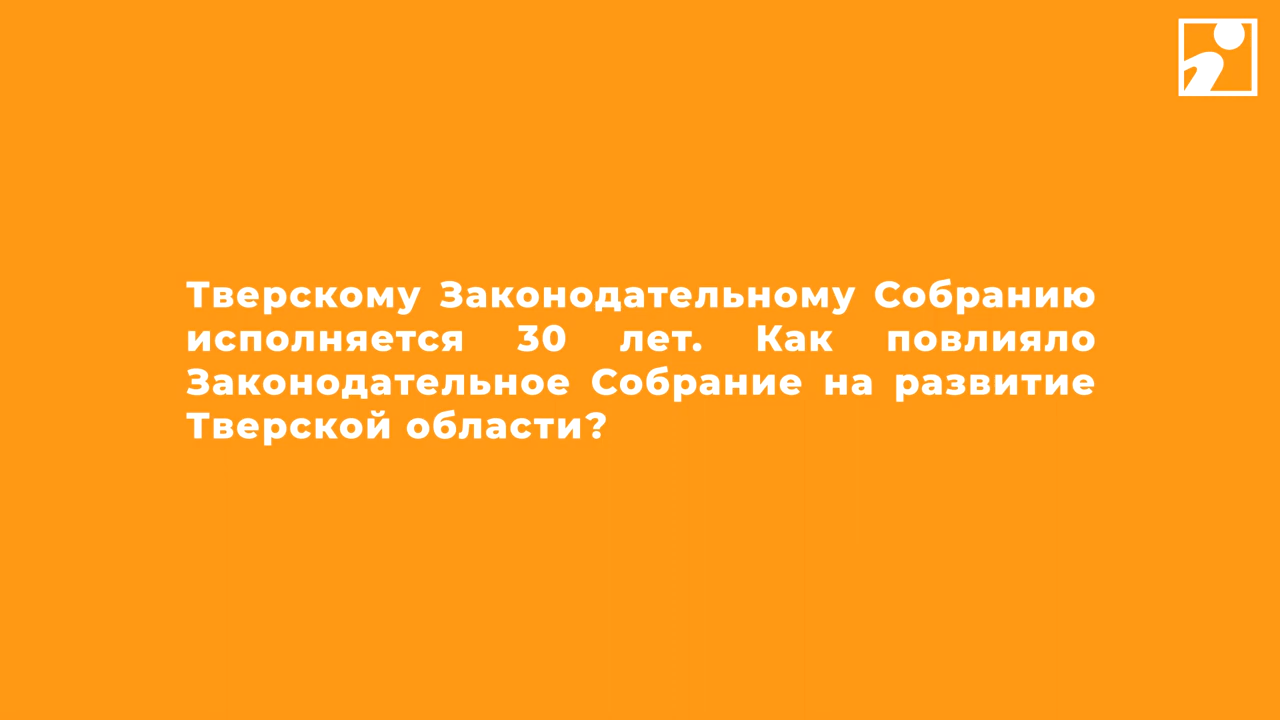 Тверскому Законодательному Собранию
исполняется 30 лет. Как повлияло
Законодательное Собрание на развитие
Тверской области?